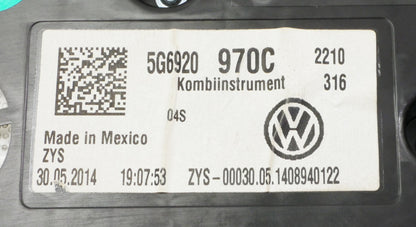 5G6920 970C 2210
Kombiinstrument 316
04S
Made in Mexico
ZYS
30.05.2014 19:07:53 ZYS-00030.05.1408940122